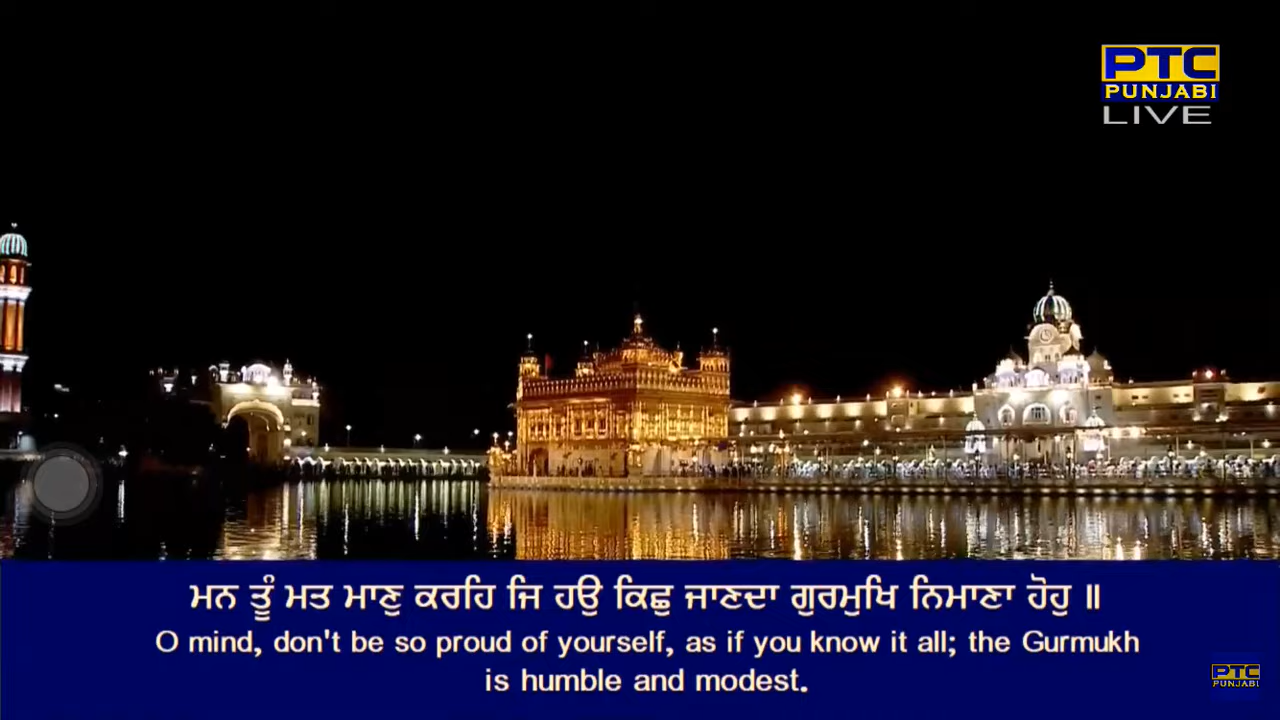 PTC
PUNJABI
LIVE
ਮਨ ਤੂੰ ਮਤ ਮਾਣੁ ਕਰਹਿ ਜਿ ਹਉ ਕਿਛੁ ਜਾਣਦਾ ਗੁਰਮੁਖਿ ਨਿਮਾਣਾ ਹੋਹੁ ॥
O mind, don't be so proud of yourself, as if you know it all; the Gurmukh
is humble and modest.
PTC
PUNJABI